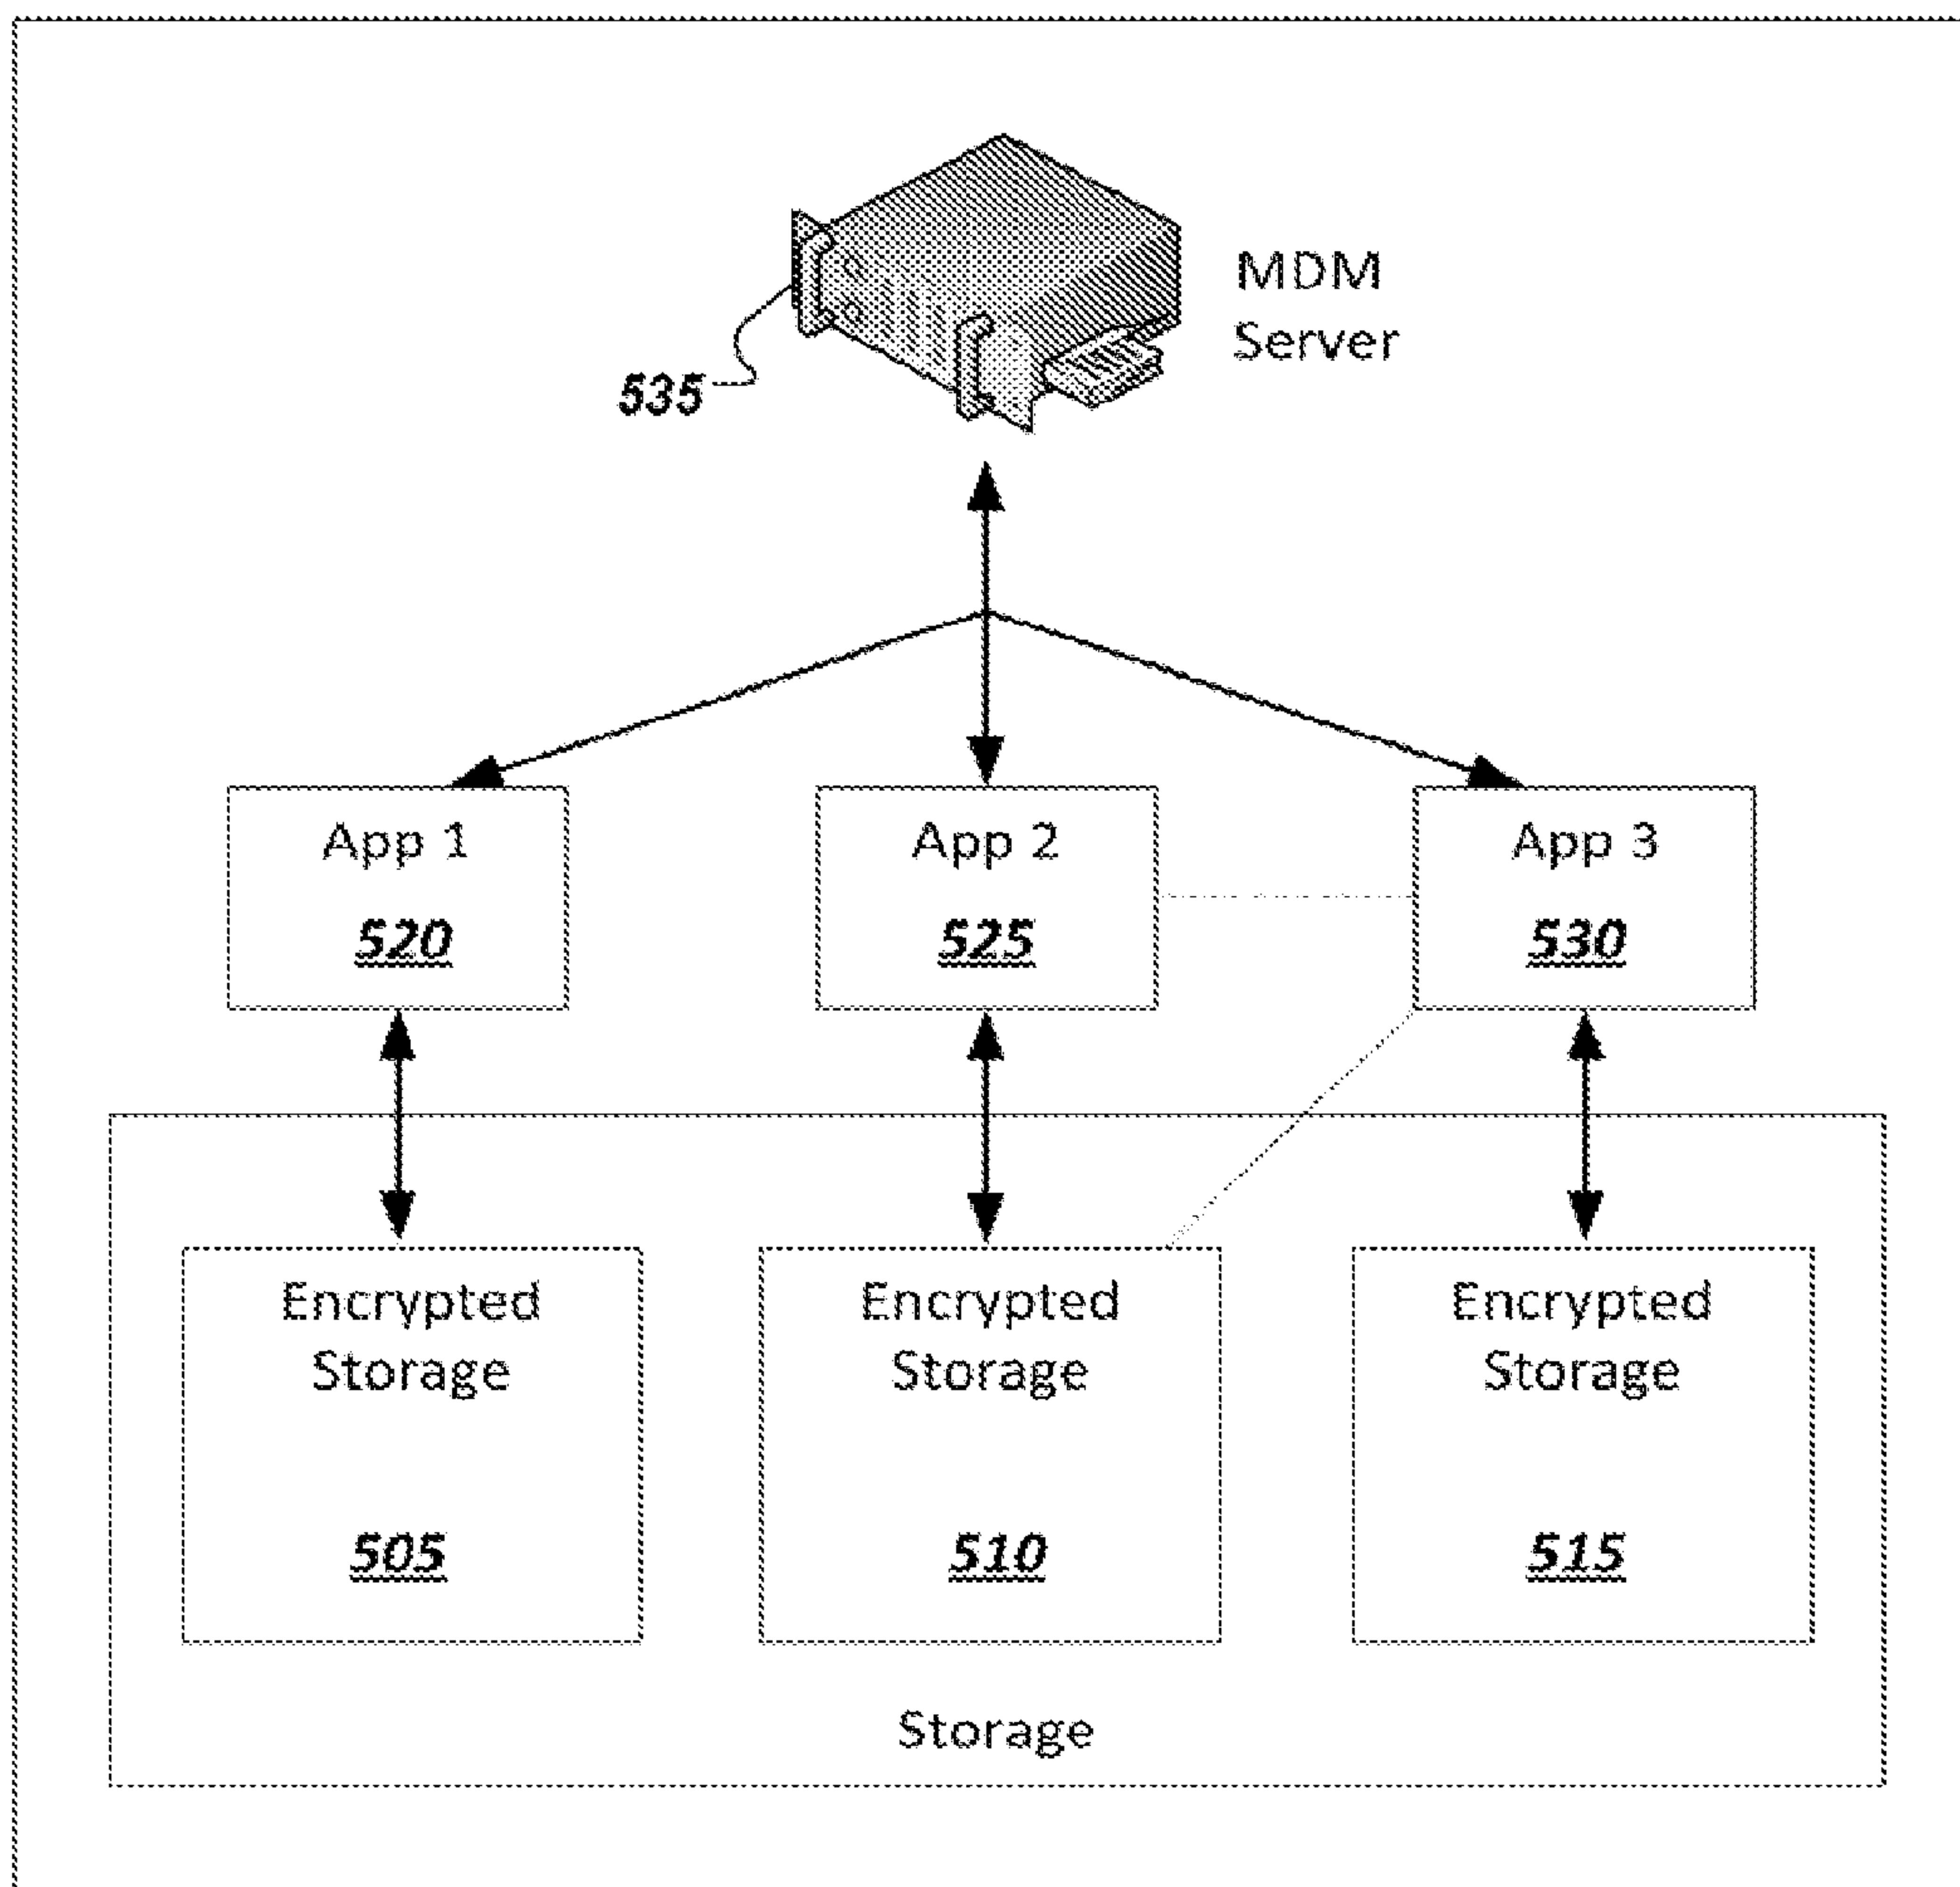 MDM
Server
535
App 1
520
App 2
525
App 3
530
Encrypted
Storage
505
Encrypted
Storage
510
Encrypted
Storage
515
Storage